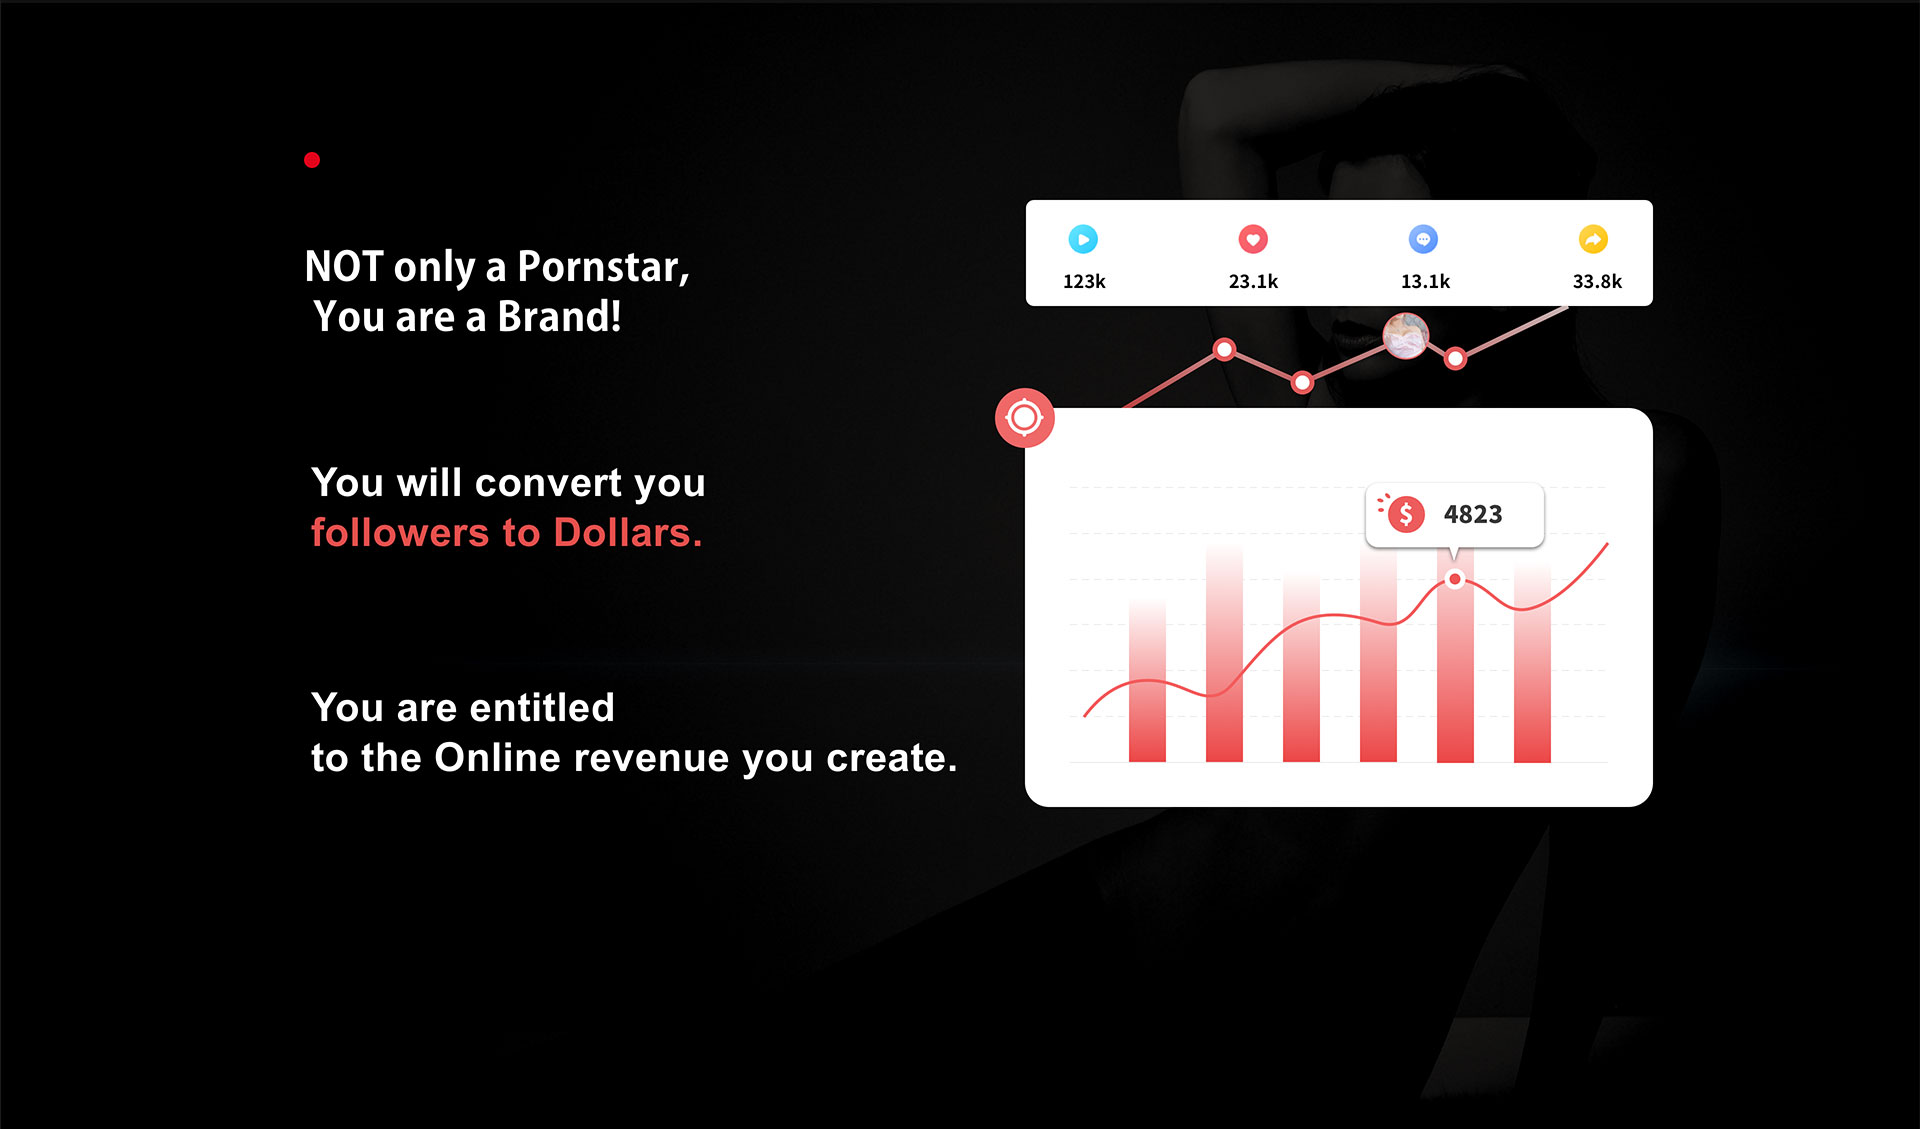 NOT only a Pornstar,
You are a Brand!
You will convert you
followers to Dollars.
You are entitled
to the Online revenue you create.
123k 23.1k 13.1k 33.8k
$ 4823